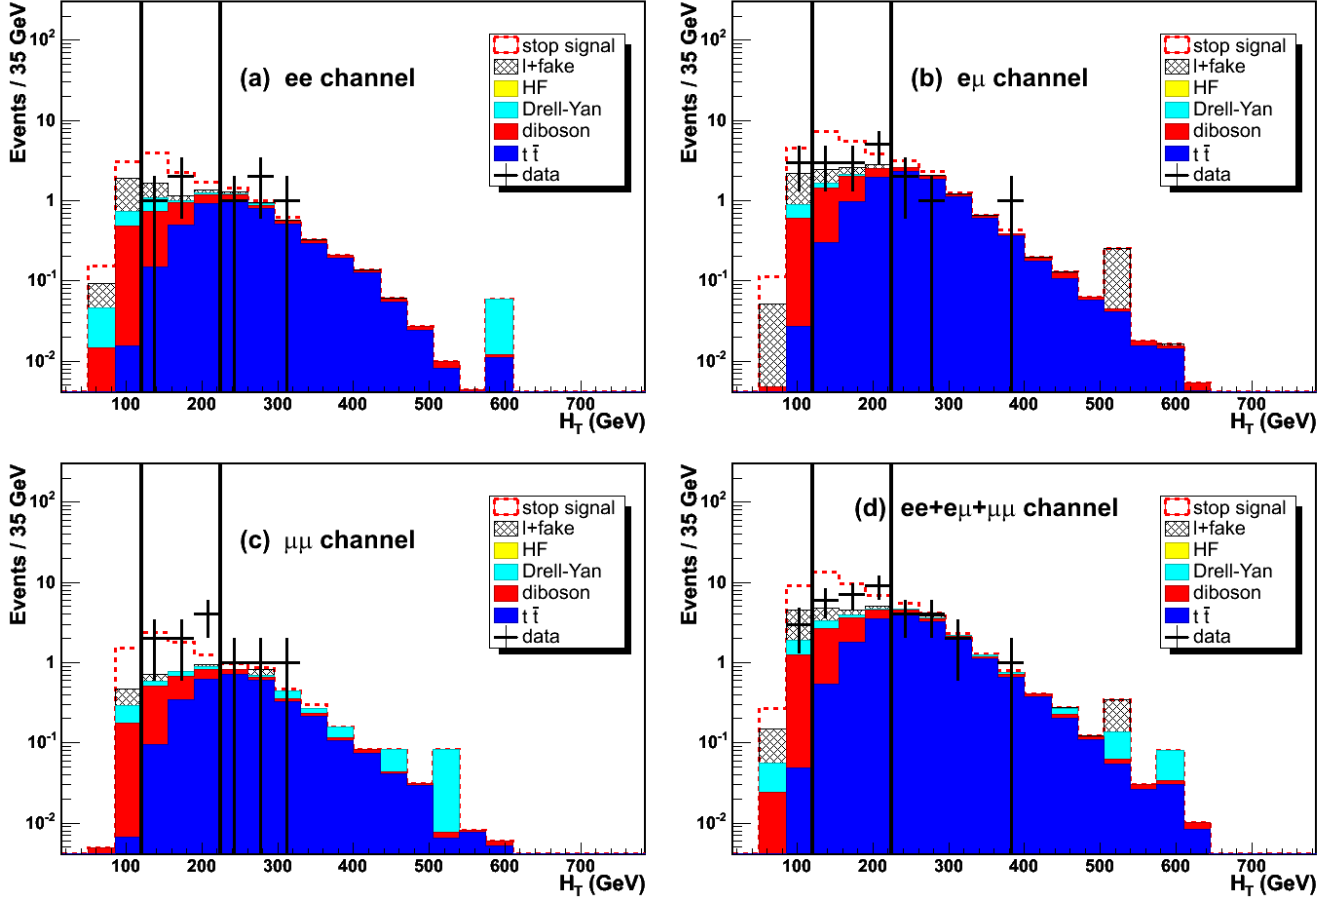 Events / 35 GeV
10²
10
1
10⁻¹
10⁻²
(a) ee channel
stop signal
l+fake
HF
Drell-Yan
diboson
t t̄
data
100 200 300 400 500 600 700
H_T (GeV)
Events / 35 GeV
10²
10
1
10⁻¹
10⁻²
(b) eμ channel
stop signal
l+fake
HF
Drell-Yan
diboson
t t̄
data
100 200 300 400 500 600 700
H_T (GeV)
Events / 35 GeV
10²
10
1
10⁻¹
10⁻²
(c) μμ channel
stop signal
l+fake
HF
Drell-Yan
diboson
t t̄
data
100 200 300 400 500 600 700
H_T (GeV)
Events / 35 GeV
10²
10
1
10⁻¹
10⁻²
(d) ee+eμ+μμ channel
stop signal
l+fake
HF
Drell-Yan
diboson
t t̄
data
100 200 300 400 500 600 700
H_T (GeV)